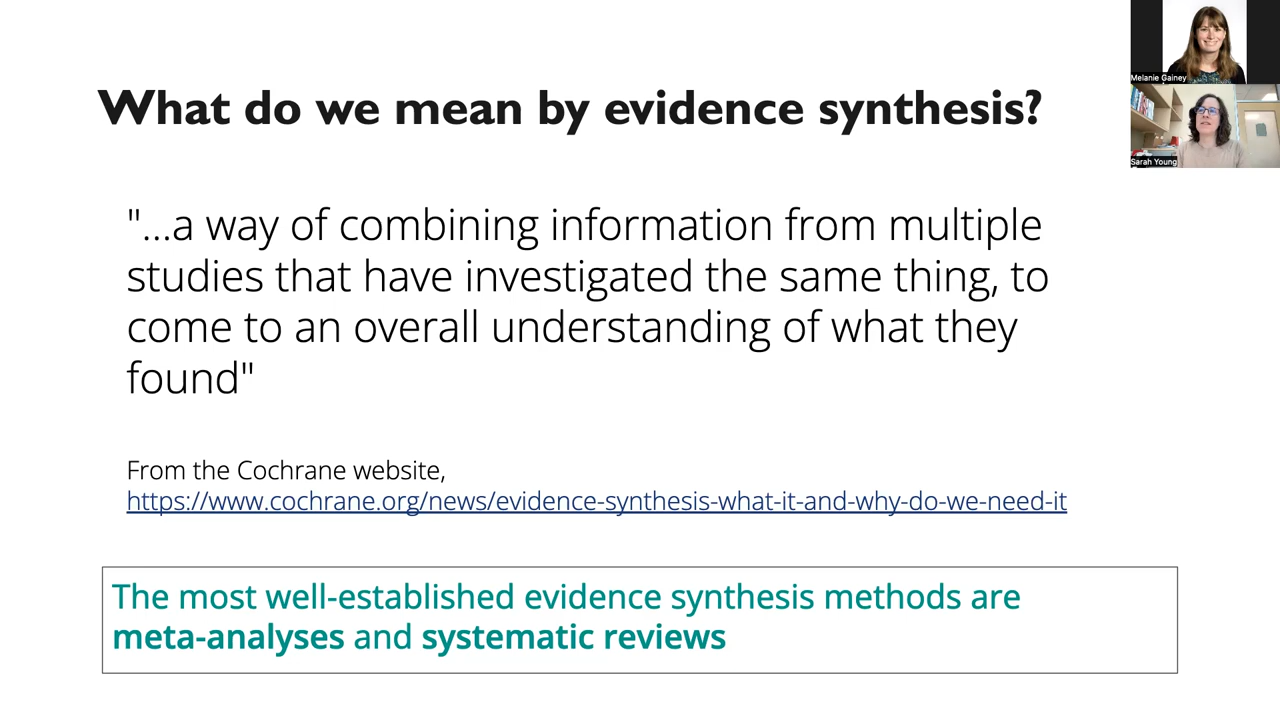 What do we mean by evidence synthesis?
"...a way of combining information from multiple
studies that have investigated the same thing, to
come to an overall understanding of what they
found"
From the Cochrane website,
https://www.cochrane.org/news/evidence-synthesis-what-it-and-why-do-we-need-it
The most well-established evidence synthesis methods are
meta-analyses and systematic reviews
Melanie Gainey
Sarah Young